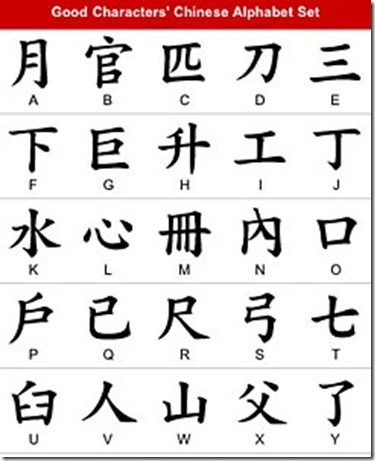 Good Characters' Chinese Alphabet Set
月 官 匹 刀 三
A B C D E
下 巨 升 工 丁
F G H I J
水 心 冊 內 口
K L M N O
戶 已 尺 弓 七
P Q R S T
臼 人 山 父 了
U V W X Y